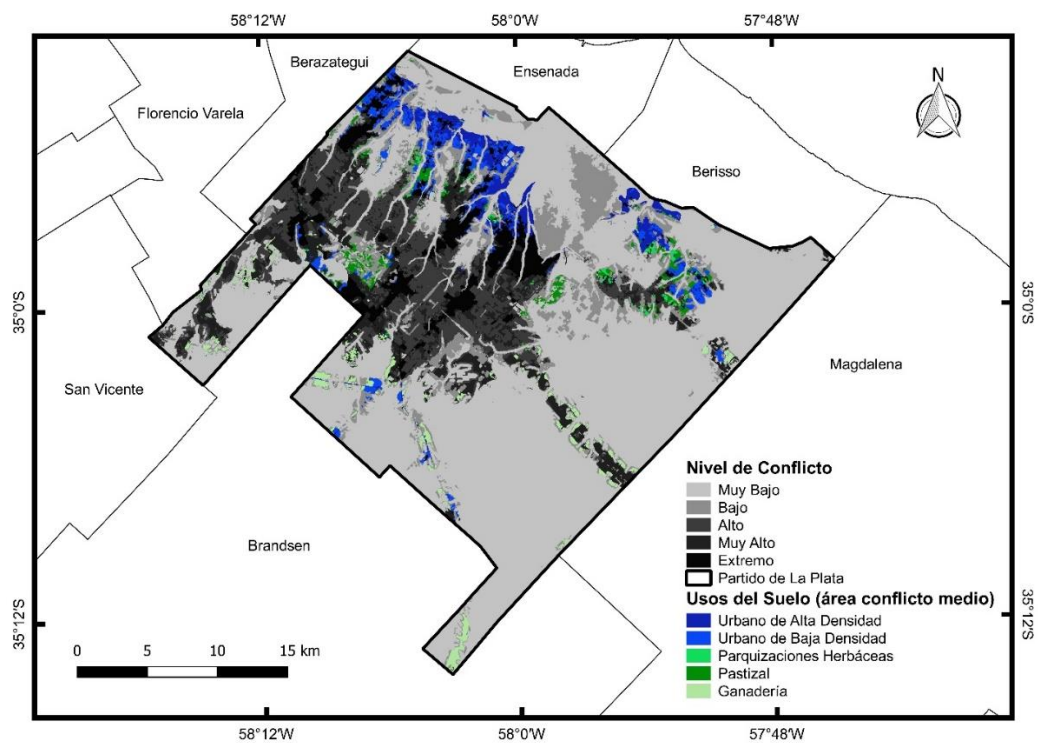 58°12'W
58°0'W
57°48'W
Berazategui
Ensenada
N
Florencio Varela
Berisso
35°0'S
35°0'S
San Vicente
Magdalena
Nivel de Conflicto
Muy Bajo
Bajo
Alto
Muy Alto
Extremo
Partido de La Plata
Brandsen
Usos del Suelo (área conflicto medio)
Urbano de Alta Densidad
Urbano de Baja Densidad
Parquizaciones Herbáceas
Pastizal
Ganadería
35°12'S
35°12'S
0 5 10 15 km
58°12'W
58°0'W
57°48'W